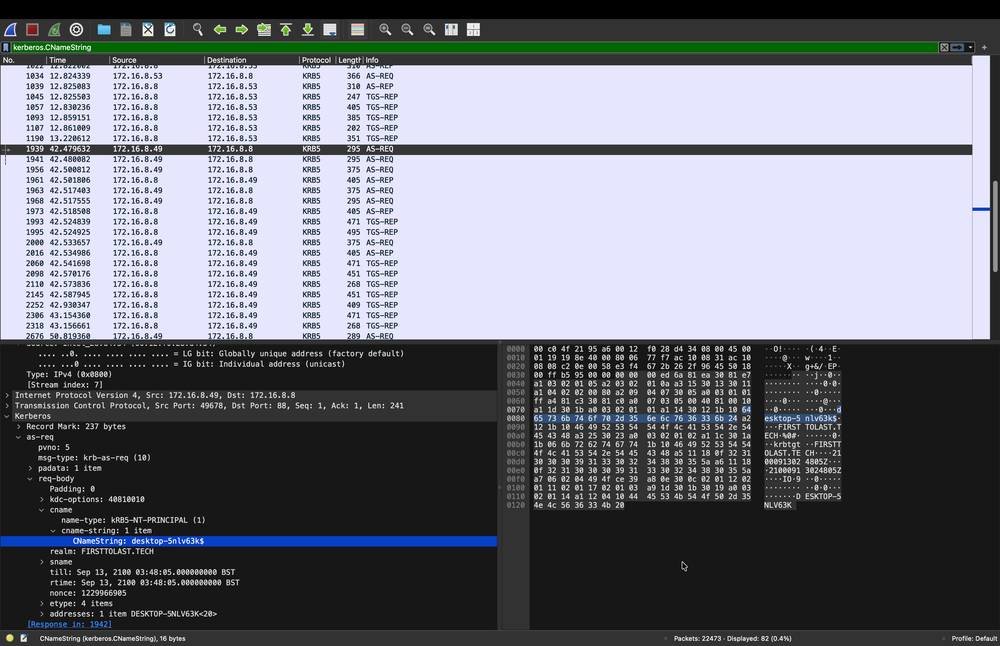 1
2 3
kerberos.CNameString
No. Time Source Destination Protocol Length Info
1022 12.822002 172.16.8.8 172.16.8.53 KRB5 310 AS-REP
1034 12.824339 172.16.8.53 172.16.8.8 KRB5 366 AS-REQ
1039 12.825083 172.16.8.8 172.16.8.53 KRB5 310 AS-REP
1045 12.825503 172.16.8.8 172.16.8.53 KRB5 247 TGS-REP
1057 12.830236 172.16.8.8 172.16.8.53 KRB5 405 TGS-REP
1093 12.859151 172.16.8.8 172.16.8.53 KRB5 385 TGS-REP
1107 12.861009 172.16.8.8 172.16.8.53 KRB5 202 TGS-REP
1190 13.220612 172.16.8.8 172.16.8.53 KRB5 351 TGS-REP
1939 42.479632 172.16.8.49 172.16.8.8 KRB5 295 AS-REQ
1941 42.480082 172.16.8.49 172.16.8.8 KRB5 295 AS-REQ
1956 42.500812 172.16.8.49 172.16.8.8 KRB5 375 AS-REQ
1961 42.501806 172.16.8.8 172.16.8.49 KRB5 405 AS-REP
1963 42.517403 172.16.8.49 172.16.8.8 KRB5 375 AS-REQ
1968 42.517555 172.16.8.49 172.16.8.8 KRB5 295 AS-REQ
1973 42.518508 172.16.8.8 172.16.8.49 KRB5 405 AS-REP
1993 42.524839 172.16.8.8 172.16.8.49 KRB5 471 TGS-REP
1995 42.524925 172.16.8.8 172.16.8.49 KRB5 495 TGS-REP
2000 42.533657 172.16.8.49 172.16.8.8 KRB5 375 AS-REQ
2016 42.534986 172.16.8.8 172.16.8.49 KRB5 405 AS-REP
2060 42.541698 172.16.8.8 172.16.8.49 KRB5 471 TGS-REP
2098 42.570176 172.16.8.8 172.16.8.49 KRB5 451 TGS-REP
2110 42.573836 172.16.8.8 172.16.8.49 KRB5 268 TGS-REP
2145 42.587945 172.16.8.8 172.16.8.49 KRB5 451 TGS-REP
2252 42.930347 172.16.8.8 172.16.8.49 KRB5 409 TGS-REP
2306 43.154360 172.16.8.8 172.16.8.49 KRB5 471 TGS-REP
2318 43.156661 172.16.8.8 172.16.8.49 KRB5 268 TGS-REP
2676 50.819360 172.16.8.49 172.16.8.8 KRB5 289 AS-REQ
.... ..0. .... .... .... .... = LG bit: Globally unique address (factory default)
.... ...0 .... .... .... .... = IG bit: Individual address (unicast)
Type: IPv4 (0x0800)
[Stream index: 7]
Internet Protocol Version 4, Src: 172.16.8.49, Dst: 172.16.8.8
Transmission Control Protocol, Src Port: 49678, Dst Port: 88, Seq: 1, Ack: 1, Len: 241
Kerberos
Record Mark: 237 bytes
as-req
pvno: 5
msg-type: krb-as-req (10)
padata: 1 item
req-body
Padding: 0
kdc-options: 40810010
cname
name-type: kRB5-NT-PRINCIPAL (1)
cname-string: 1 item
CNameString: desktop-5nlv63k$
realm: FIRSTTOLAST.TECH
sname
till: Sep 13, 2100 03:48:05.000000000 BST
rtime: Sep 13, 2100 03:48:05.000000000 BST
nonce: 1229966905
etype: 4 items
addresses: 1 item DESKTOP-5NLV63K<20>
[Response in: 1942]
0000 00 c0 4f 21 95 a6 00 12 f0 28 d4 34 08 00 45 00 ··O!···· ·(·4··E·
0010 01 19 19 8e 40 00 80 06 77 f7 ac 10 08 31 ac 10 ····@··· w····1··
0020 08 08 c2 0e 00 58 e3 f4 67 2b 26 2f 96 45 50 18 ·····X·· g+&/·EP·
0030 00 ff b5 95 00 00 00 00 00 ed 6a 81 ea 30 81 e7 ········ ··j··0··
0040 a1 03 02 01 05 a2 03 02 01 0a a3 15 30 13 30 11 ········ ····0·0·
0050 a1 04 02 02 00 80 a2 09 04 07 30 05 a0 03 01 01 ········ ··0·····
0060 ff a4 81 c3 30 81 c0 a0 07 03 05 00 40 81 00 10 ····0··· ····@···
0070 a1 1d 30 1b a0 03 02 01 01 a1 14 30 12 1b 10 64 ··0····· ···0···d
0080 65 73 6b 74 6f 70 2d 35 6e 6c 76 36 33 6b 24 a2 esktop-5 nlv63k$·
0090 12 1b 10 46 49 52 53 54 54 4f 4c 41 53 54 2e 54 ···FIRST TOLAST.T
00a0 45 43 48 a3 25 30 23 a0 03 02 01 02 a1 1c 30 1a ECH·%0#· ······0·
00b0 1b 06 6b 72 62 74 67 74 1b 10 46 49 52 53 54 54 ··krbtgt ··FIRSTT
00c0 4f 4c 41 53 54 2e 54 45 43 48 a5 11 18 0f 32 31 OLAST.TE CH····21
00d0 30 30 30 39 31 33 30 32 34 38 30 35 5a a6 11 18 00091302 4805Z···
00e0 0f 32 31 30 30 30 39 31 33 30 32 34 38 30 35 5a ·2100091 3024805Z
00f0 a7 06 02 04 49 4f ce 39 a8 0e 30 0c 02 01 12 02 ····IO·9 ··0·····
0100 01 11 02 01 17 02 01 03 a9 1d 30 1b 30 19 a0 03 ········ ··0·0···
0110 02 01 14 a1 12 04 10 44 45 53 4b 54 4f 50 2d 35 ·······D ESKTOP-5
0120 4e 4c 56 36 33 4b 20 NLV63K
CNameString (kerberos.CNameString), 16 bytes
Packets: 22473 · Displayed: 82 (0.4%)
Profile: Default